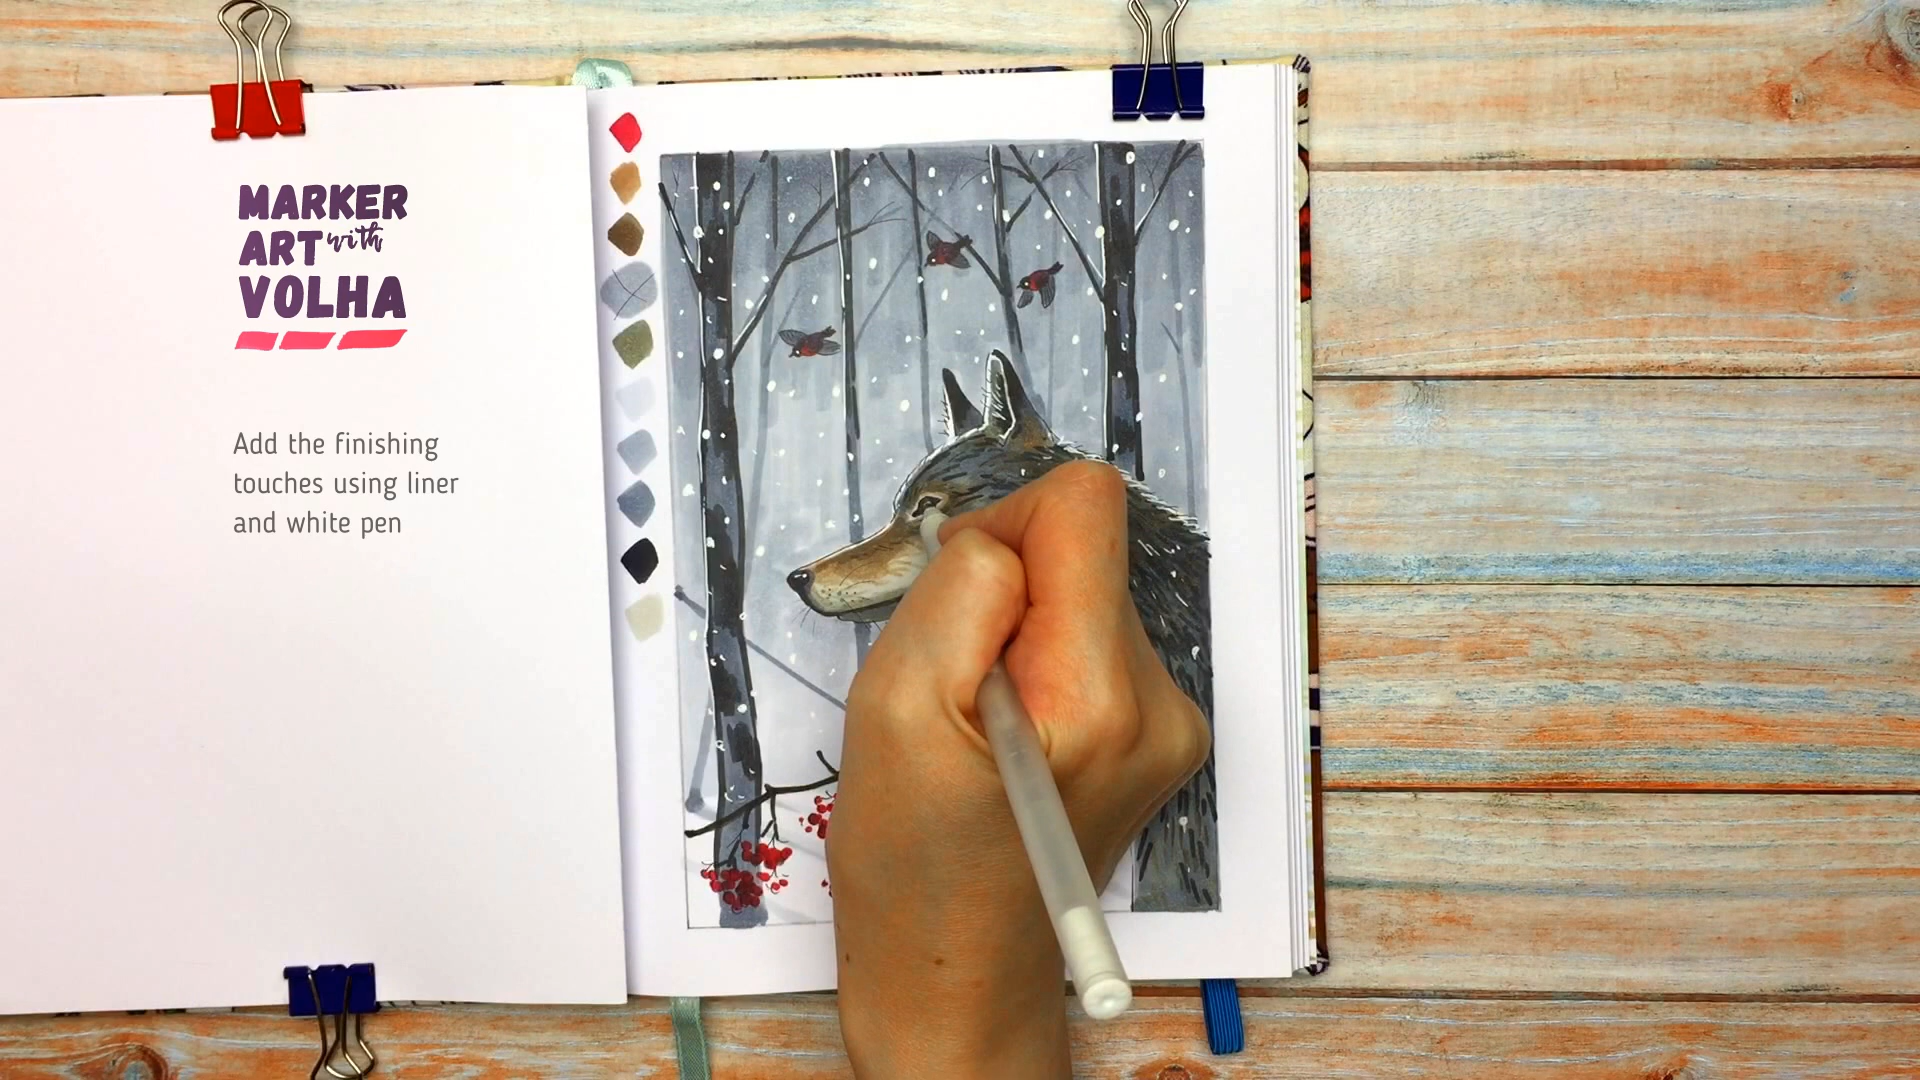 MARKER
ART with
VOLHA
Add the finishing
touches using liner
and white pen